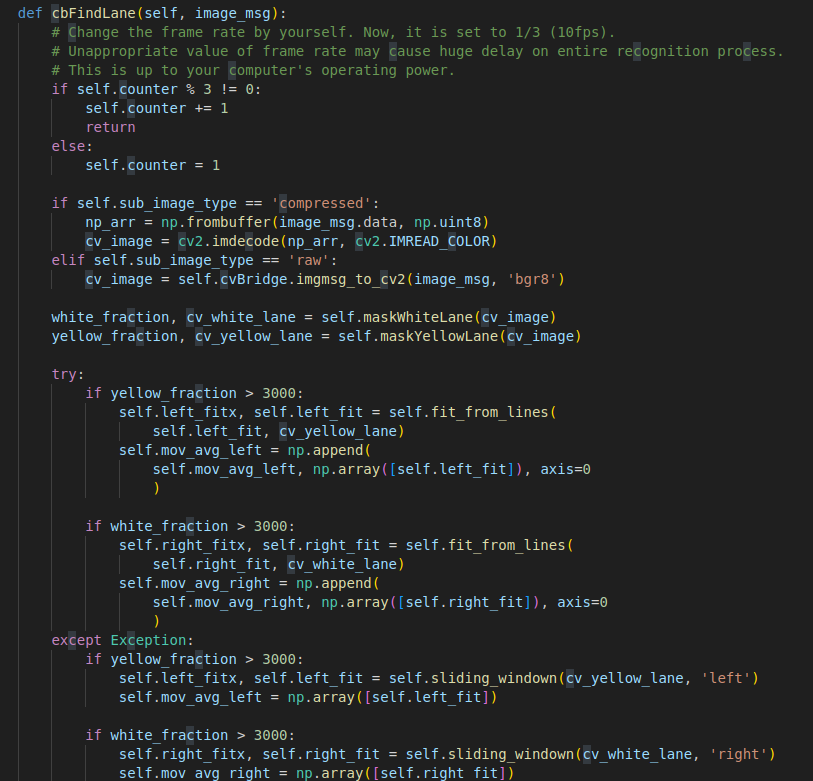 def cbFindLane(self, image_msg):
    # Change the frame rate by yourself. Now, it is set to 1/3 (10fps).
    # Unappropriate value of frame rate may cause huge delay on entire recognition process.
    # This is up to your computer's operating power.
    if self.counter % 3 != 0:
        self.counter += 1
        return
    else:
        self.counter = 1

    if self.sub_image_type == 'compressed':
        np_arr = np.frombuffer(image_msg.data, np.uint8)
        cv_image = cv2.imdecode(np_arr, cv2.IMREAD_COLOR)
    elif self.sub_image_type == 'raw':
        cv_image = self.cvBridge.imgmsg_to_cv2(image_msg, 'bgr8')

    white_fraction, cv_white_lane = self.maskWhiteLane(cv_image)
    yellow_fraction, cv_yellow_lane = self.maskYellowLane(cv_image)

    try:
        if yellow_fraction > 3000:
            self.left_fitx, self.left_fit = self.fit_from_lines(
                self.left_fit, cv_yellow_lane)
            self.mov_avg_left = np.append(
                self.mov_avg_left, np.array([self.left_fit]), axis=0
                )

        if white_fraction > 3000:
            self.right_fitx, self.right_fit = self.fit_from_lines(
                self.right_fit, cv_white_lane)
            self.mov_avg_right = np.append(
                self.mov_avg_right, np.array([self.right_fit]), axis=0
                )
    except Exception:
        if yellow_fraction > 3000:
            self.left_fitx, self.left_fit = self.sliding_windown(cv_yellow_lane, 'left')
            self.mov_avg_left = np.array([self.left_fit])

        if white_fraction > 3000:
            self.right_fitx, self.right_fit = self.sliding_windown(cv_white_lane, 'right')
            self.mov_avg_right = np.array([self.right_fit])